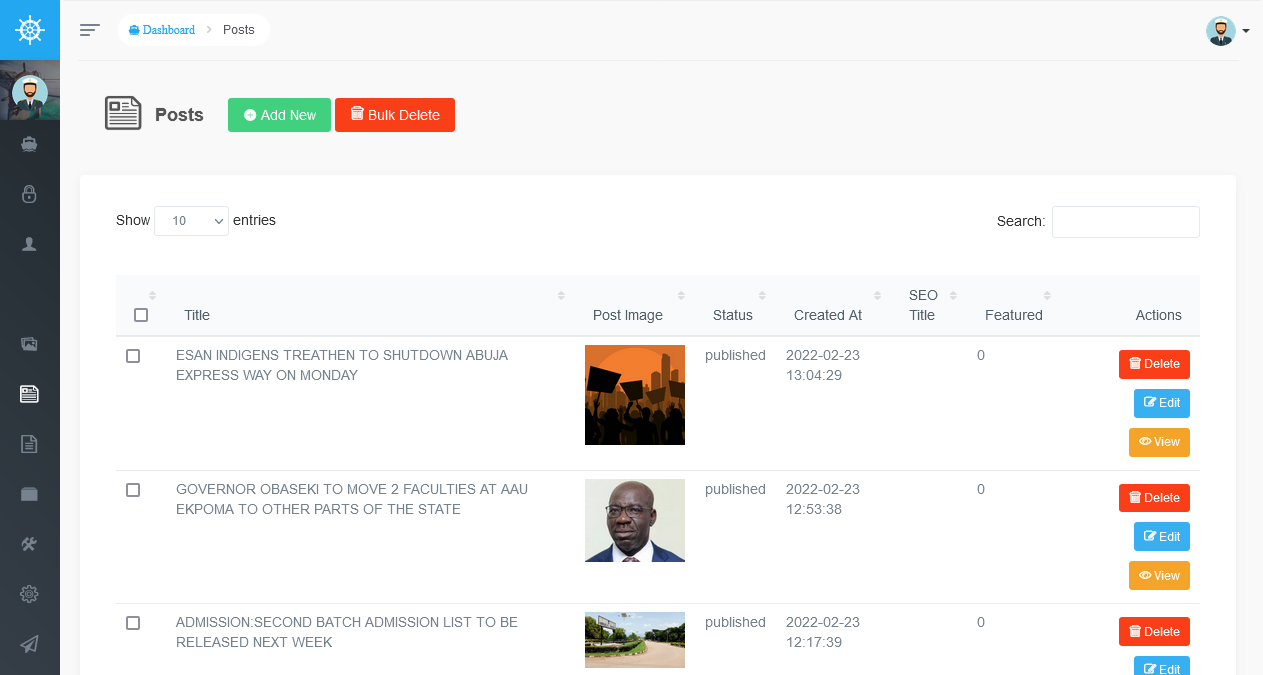 Dashboard > Posts
Posts
Add New
Bulk Delete
Show 10 entries
Search:
Title
Post Image
Status
Created At
SEO
Title
Featured
Actions
ESAN INDIGENS TREATHEN TO SHUTDOWN ABUJA
EXPRESS WAY ON MONDAY
published
2022-02-23
13:04:29
0
Delete
Edit
View
GOVERNOR OBASEKI TO MOVE 2 FACULTIES AT AAU
EKPOMA TO OTHER PARTS OF THE STATE
published
2022-02-23
12:53:38
0
Delete
Edit
View
ADMISSION:SECOND BATCH ADMISSION LIST TO BE
RELEASED NEXT WEEK
published
2022-02-23
12:17:39
0
Delete
Edit